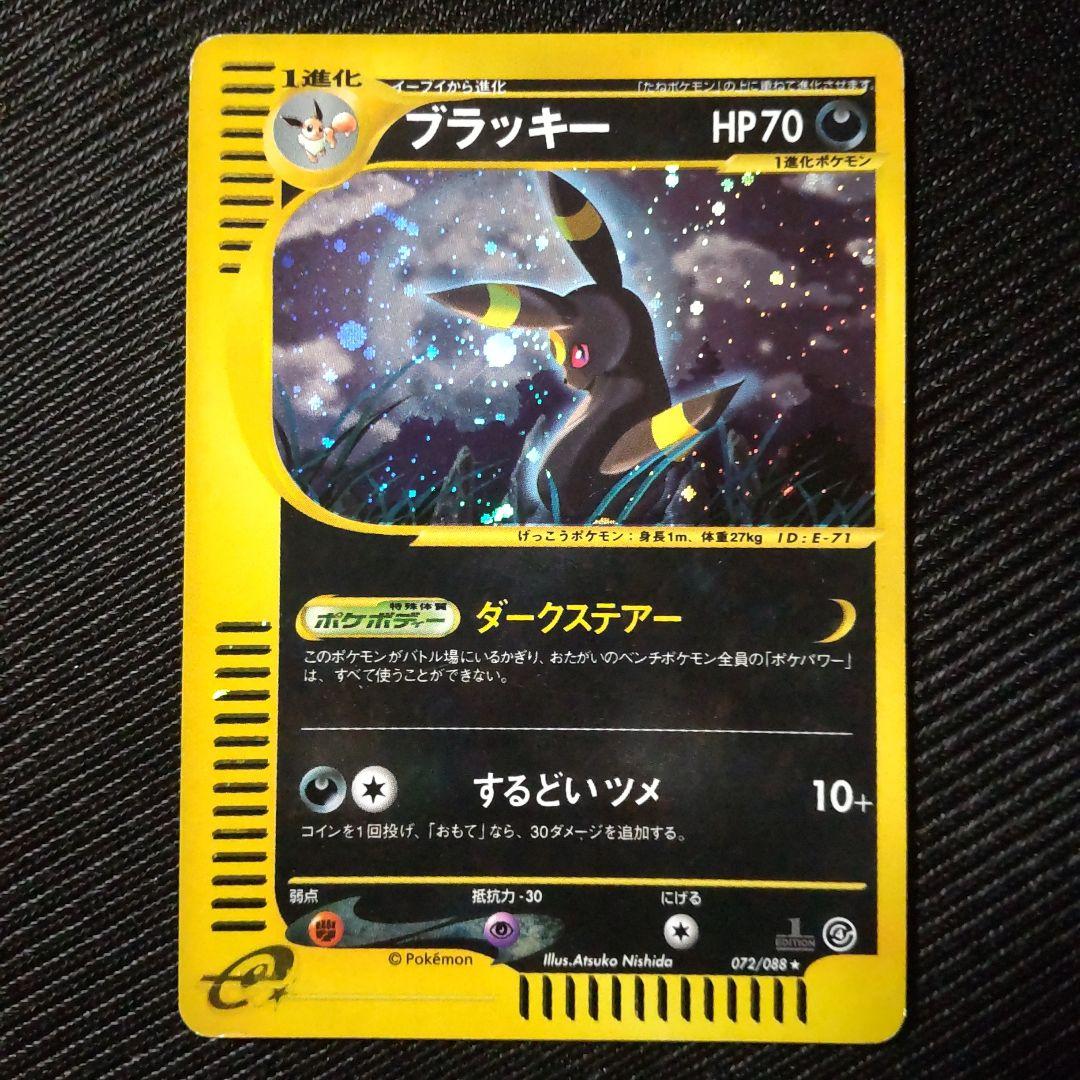 1進化
イーブイから進化
「たねポケモン」の上に重ねて進化させます
ブラッキー HP70
1進化ポケモン
げっこうポケモン：身長1m、体重27kg ID：E-71
特殊体質
ポケボディー ダークステアー
このポケモンがバトル場にいるかぎり、おたがいのベンチポケモン全員の「ポケパワー」
は、すべて使うことができない。
するどいツメ 10+
コインを1回投げ、「おもて」なら、30ダメージを追加する。
弱点 抵抗力-30 にげる
1
EDITION
© Pokémon Illus.Atsuko Nishida 072/088★
e